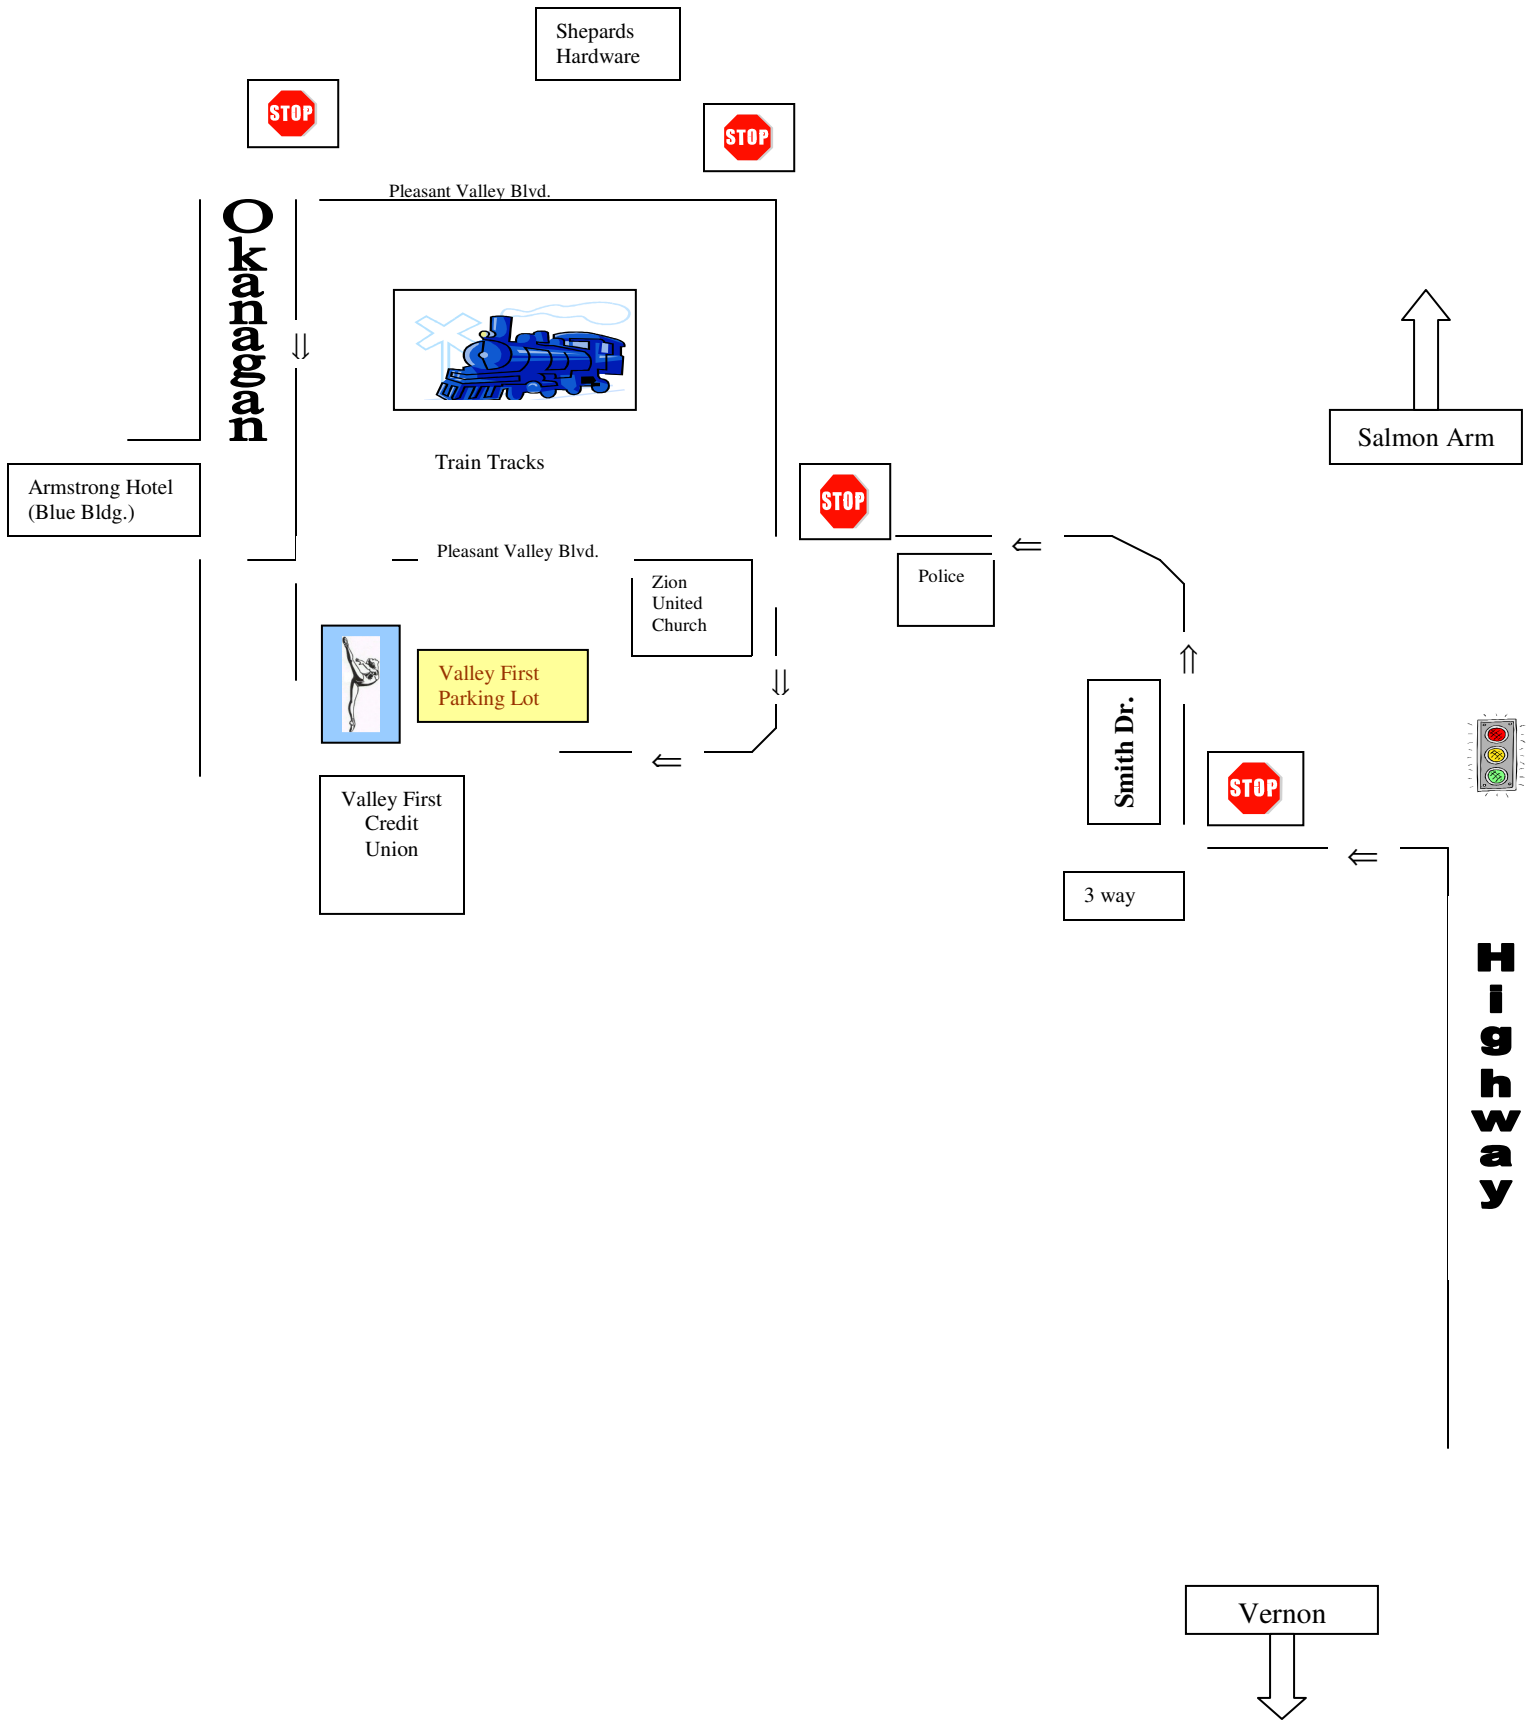 Shepards
Hardware
STOP
STOP
Pleasant Valley Blvd.
Okanagan
Salmon Arm
Train Tracks
Armstrong Hotel
(Blue Bldg.)
STOP
Pleasant Valley Blvd.
Zion
United
Church
Police
Valley First
Parking Lot
Smith Dr.
STOP
Valley First
Credit
Union
3 way
Highway
Vernon